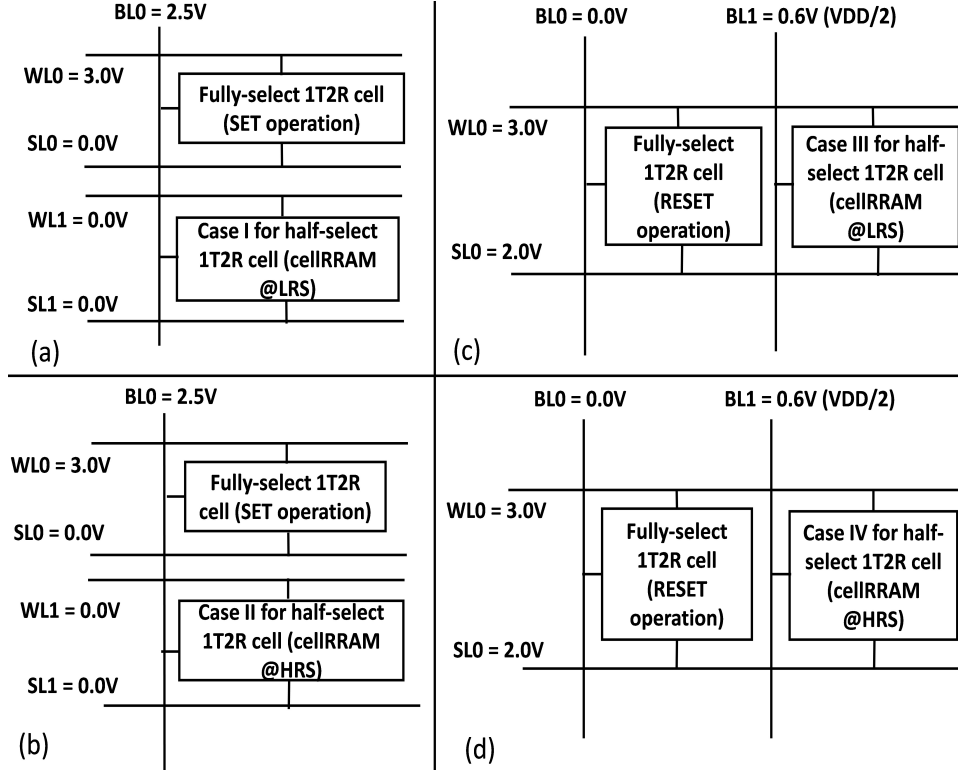 BL0 = 2.5V
WL0 = 3.0V
Fully-select 1T2R cell
(SET operation)
SL0 = 0.0V
WL1 = 0.0V
Case I for half-select
1T2R cell (cellRRAM
@LRS)
SL1 = 0.0V
(a)
BL0 = 0.0V
BL1 = 0.6V (VDD/2)
WL0 = 3.0V
Fully-select
1T2R cell
(RESET
operation)
Case III for half-
select 1T2R cell
(cellRRAM
@LRS)
SL0 = 2.0V
(c)
BL0 = 2.5V
WL0 = 3.0V
Fully-select 1T2R
cell (SET operation)
SL0 = 0.0V
WL1 = 0.0V
Case II for half-select
1T2R cell (cellRRAM
@HRS)
SL1 = 0.0V
(b)
BL0 = 0.0V
BL1 = 0.6V (VDD/2)
WL0 = 3.0V
Fully-select
1T2R cell
(RESET
operation)
Case IV for half-
select 1T2R cell
(cellRRAM
@HRS)
SL0 = 2.0V
(d)